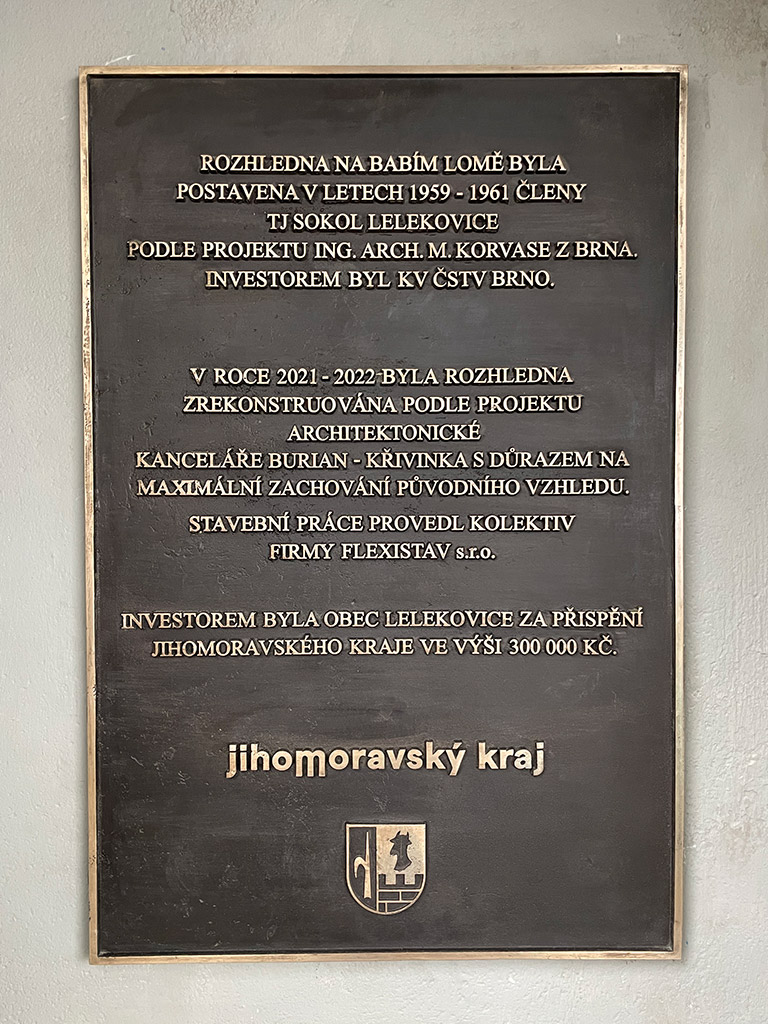 ROZHLEDNA NA BABÍM LOMĚ BYLA
POSTAVENA V LETECH 1959 - 1961 ČLENY
TJ SOKOL LELEKOVICE
PODLE PROJEKTU ING. ARCH. M. KORVASE Z BRNA.
INVESTOREM BYL KV ČSTV BRNO.
V ROCE 2021 - 2022 BYLA ROZHLEDNA
ZREKONSTRUOVÁNA PODLE PROJEKTU
ARCHITEKTONICKÉ
KANCELÁŘE BURIAN - KŘIVINKA S DŮRAZEM NA
MAXIMÁLNÍ ZACHOVÁNÍ PŮVODNÍHO VZHLEDU.
STAVEBNÍ PRÁCE PROVEDL KOLEKTIV
FIRMY FLEXISTAV s.r.o.
INVESTOREM BYLA OBEC LELEKOVICE ZA PŘISPĚNÍ
JIHOMORAVSKÉHO KRAJE VE VÝŠI 300 000 KČ.
jihomoravský kraj